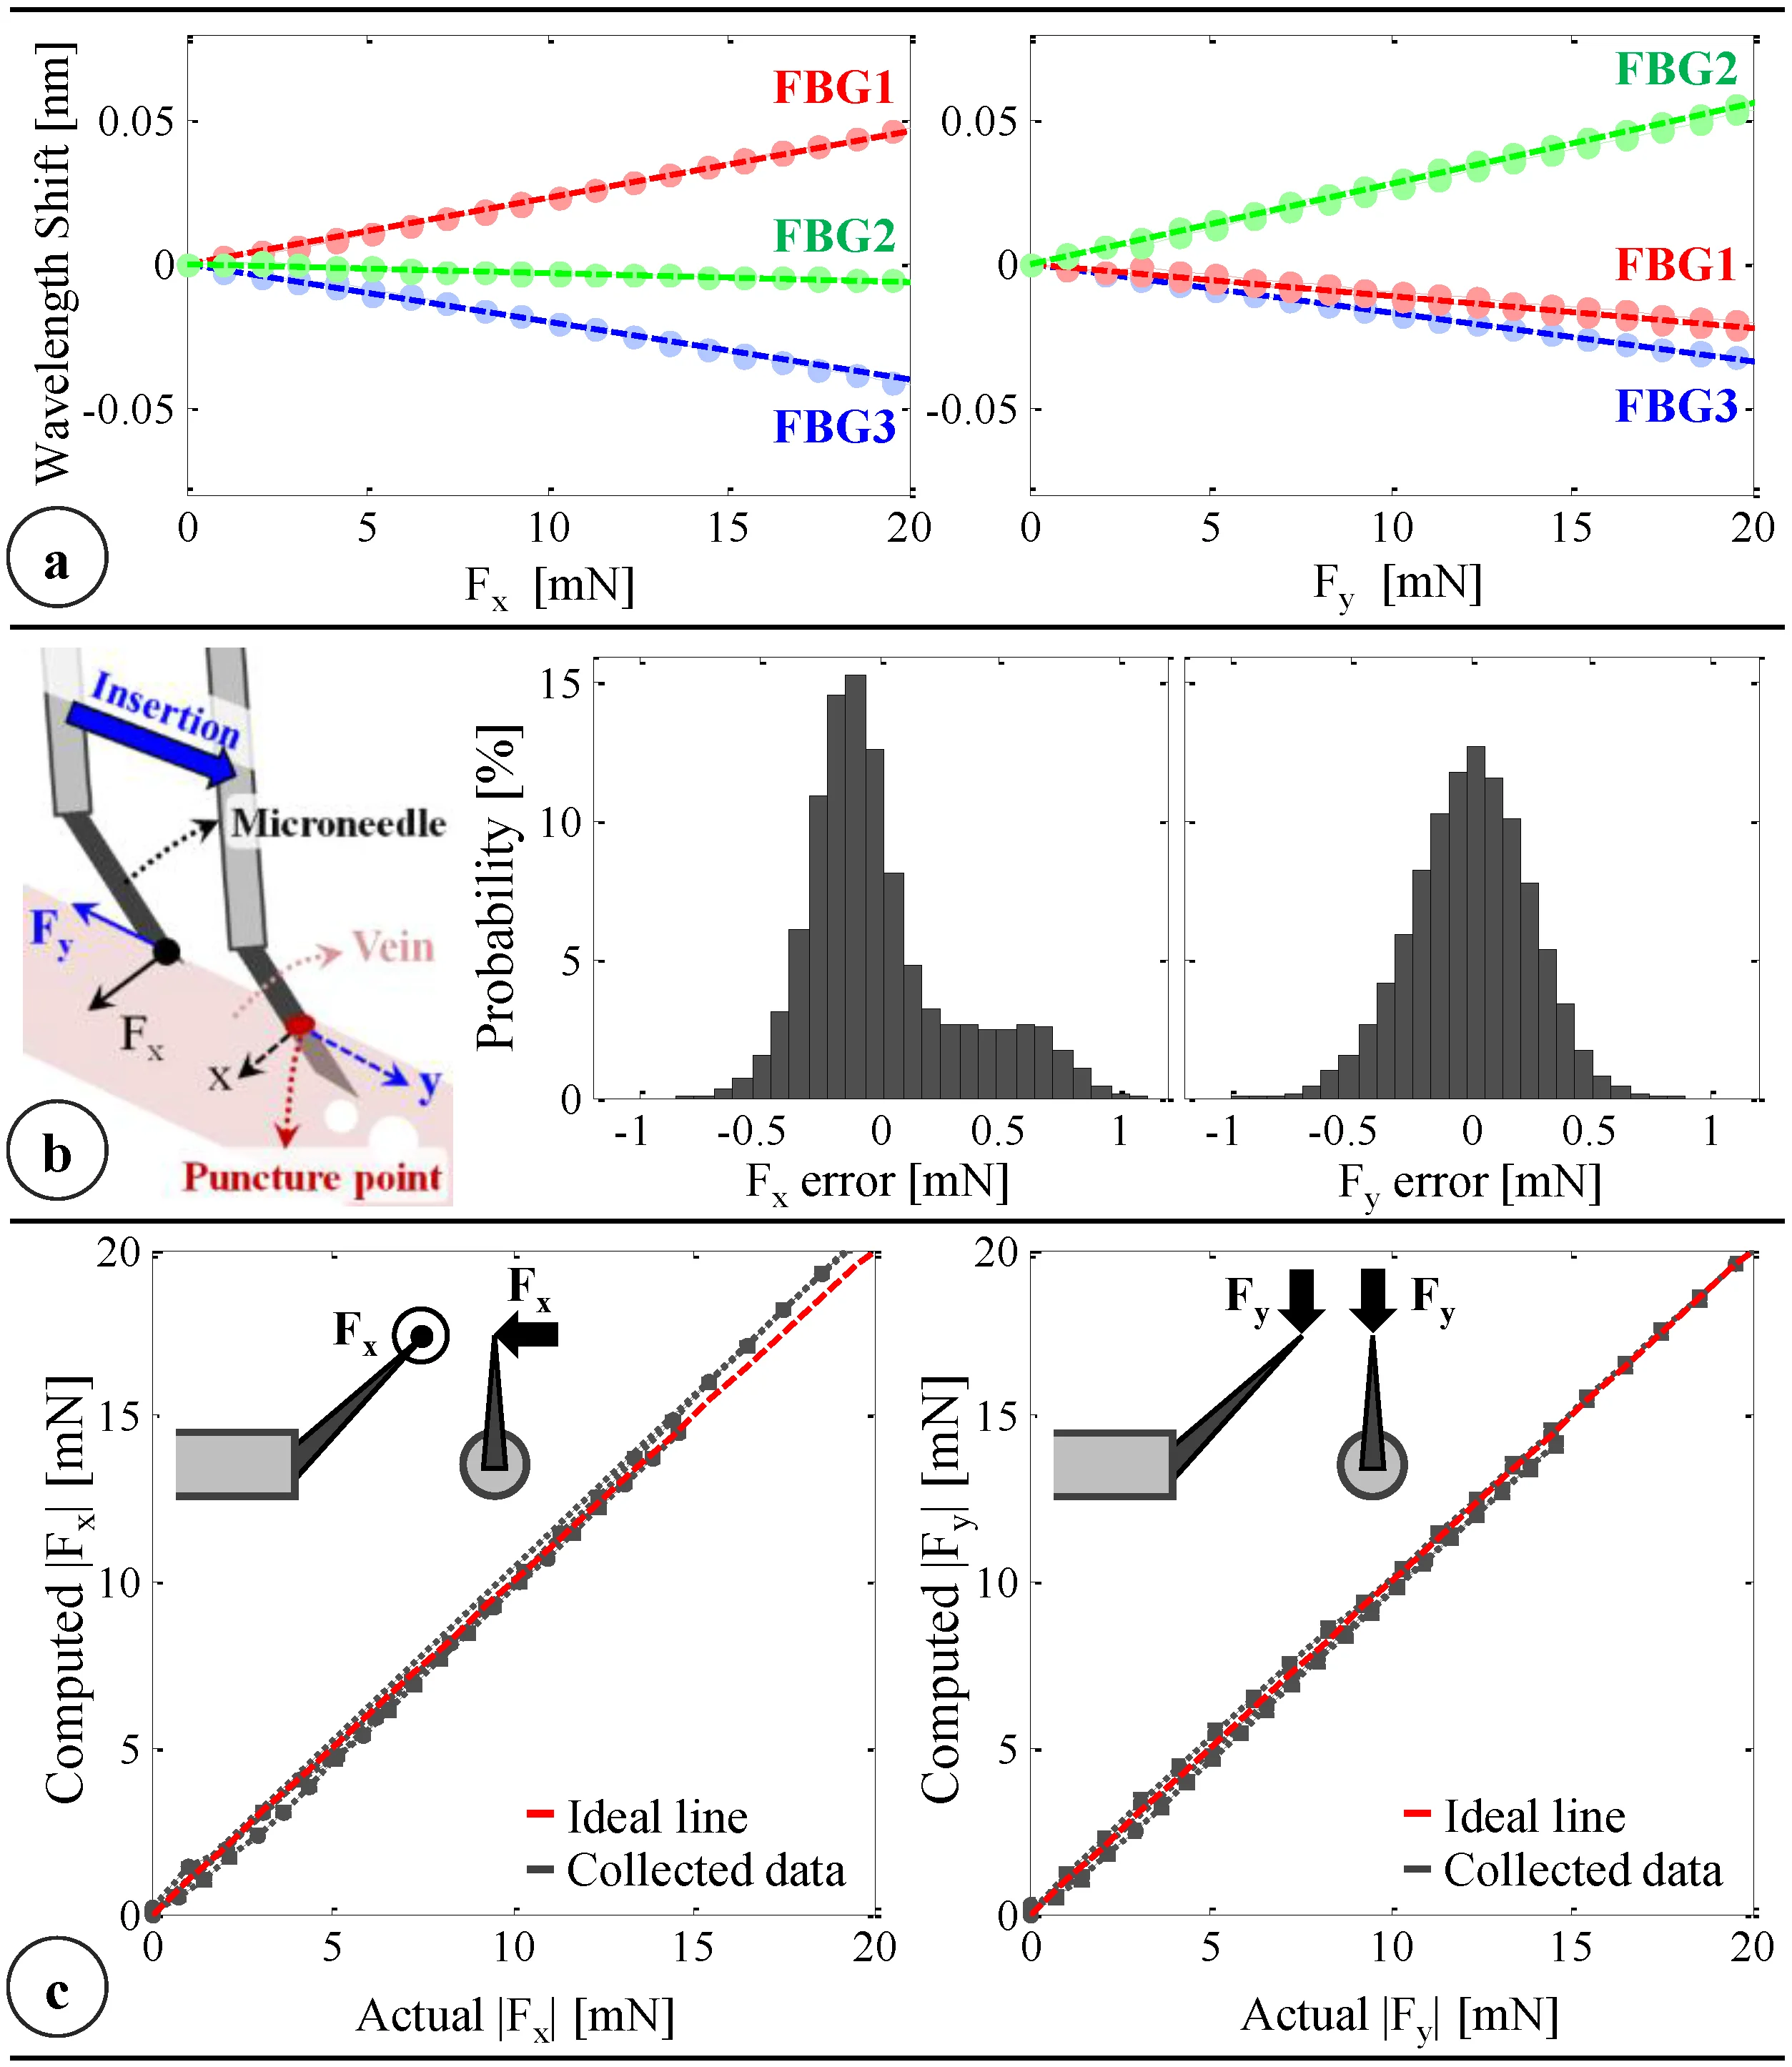 Wavelength Shift [nm]
0.05
0
-0.05
FBG1
FBG2
FBG3
0 5 10 15 20
Fx [mN]
0.05
0
-0.05
FBG2
FBG1
FBG3
0 5 10 15 20
Fy [mN]
a
Insertion
Microneedle
Fy
Vein
Fx
x
y
Puncture point
Probability [%]
15
10
5
0
-1 -0.5 0 0.5 1
Fx error [mN]
-1 -0.5 0 0.5 1
Fy error [mN]
b
Computed |Fx| [mN]
20
15
10
5
0
Fx
Fx
Ideal line
Collected data
0 5 10 15 20
Actual |Fx| [mN]
Computed |Fy| [mN]
20
15
10
5
0
Fy
Fy
Ideal line
Collected data
0 5 10 15 20
Actual |Fy| [mN]
c